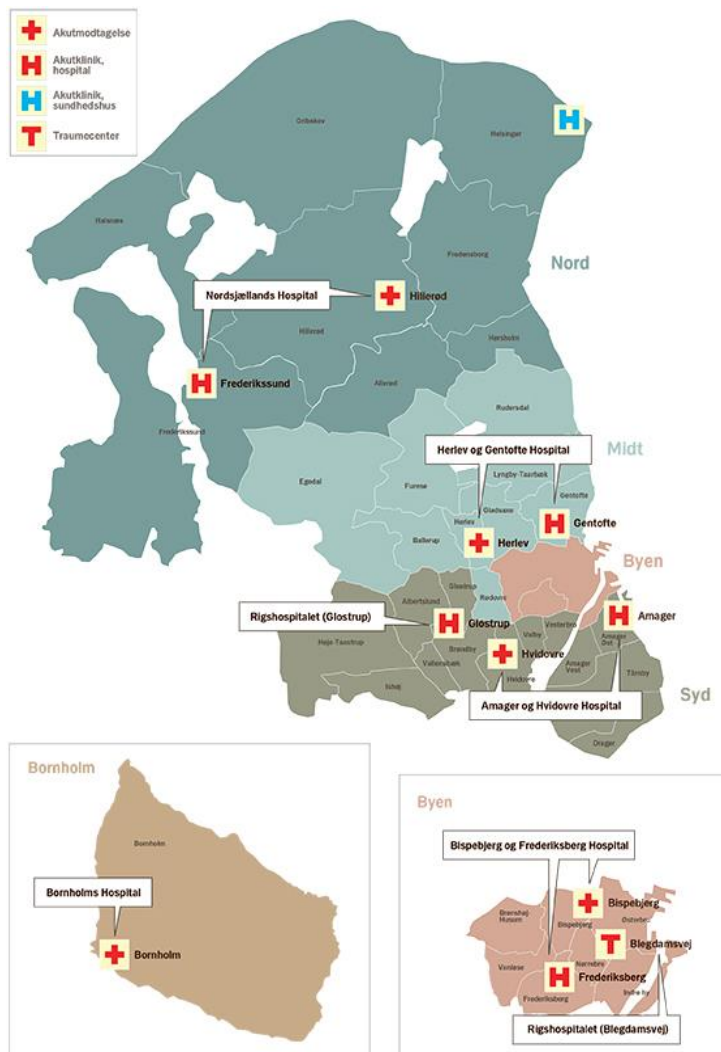 Akutmodtagelse
Akutklinik,
hospital
Akutklinik,
sundhedshus
Traumecenter
Gribskov
Helsingør
Halsnæs
Fredensborg
Nord
Nordsjællands Hospital
Hillerød
Hillerød
Hørsholm
Frederikssund
Allerød
Frederikssund
Rudersdal
Herlev og Gentofte Hospital
Midt
Lyngby-Taarbæk
Egedal
Furesø
Gentofte
Gladsaxe
Herlev
Gentofte
Ballerup
Herlev
Byen
Glostrup
Albertslund
Rødovre
Rigshospitalet (Glostrup)
Glostrup
Amager
Vesterbro
Valby
Høje-Taastrup
Brøndby
Hvidovre
Amager
Øst
Vallensbæk
Amager
Vest
Tårnby
Ishøj
Hvidovre
Amager og Hvidovre Hospital
Syd
Dragør
Bornholm
Bornholm
Bornholms Hospital
Bornholm
Byen
Bispebjerg og Frederiksberg Hospital
Bispebjerg
Brønshøj-
Husum
Bispebjerg
Østerbro
Blegdamsvej
Vanløse
Nørrebro
Frederiksberg
Frederiksberg
Indre by
Rigshospitalet (Blegdamsvej)